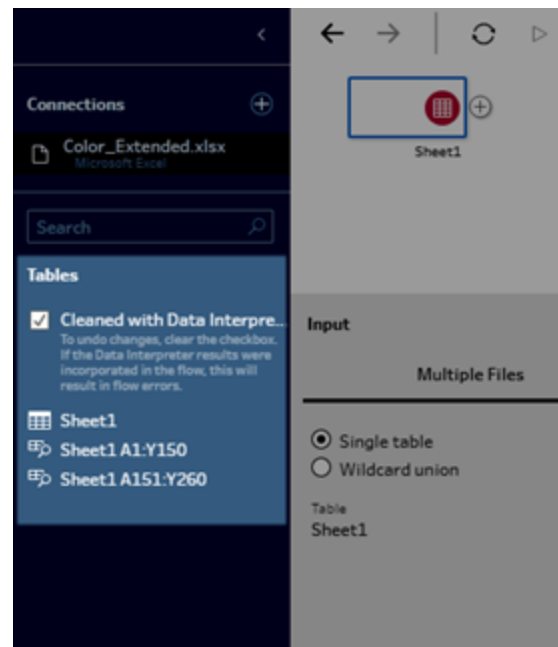 Connections
Color_Extended.xlsx
Microsoft Excel
Search
Tables
Cleaned with Data Interpre...
To undo changes, clear the checkbox.
If the Data Interpreter results were
incorporated in the flow, this will
result in flow errors.
Sheet1
Sheet1 A1:Y150
Sheet1 A151:Y260
Sheet1
Input
Multiple Files
Single table
Wildcard union
Table
Sheet1